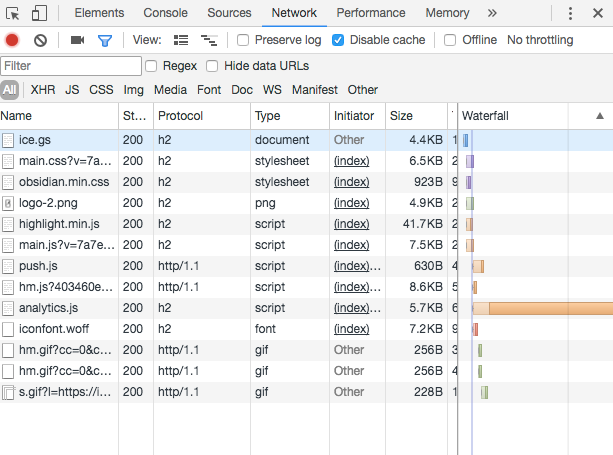 Elements Console Sources Network Performance Memory »
View: Preserve log Disable cache Offline No throttling
Filter Regex Hide data URLs
All XHR JS CSS Img Media Font Doc WS Manifest Other
Name St... Protocol Type Initiator Size Waterfall
ice.gs 200 h2 document Other 4.4KB 1
main.css?v=7a... 200 h2 stylesheet (index) 6.5KB 2
obsidian.min.css 200 h2 stylesheet (index) 923B 9
logo-2.png 200 h2 png (index) 4.9KB 2
highlight.min.js 200 h2 script (index) 41.7KB 2
main.js?v=7a7e... 200 h2 script (index) 7.5KB 2
push.js 200 http/1.1 script (index)... 630B 4
hm.js?403460e... 200 http/1.1 script (index)... 8.6KB 5
analytics.js 200 h2 script (index)... 5.7KB 6
iconfont.woff 200 h2 font (index) 7.2KB 9
hm.gif?cc=0&c... 200 http/1.1 gif Other 256B 3
hm.gif?cc=0&c... 200 http/1.1 gif Other 256B 4
s.gif?l=https://i... 200 http/1.1 gif Other 228B 1